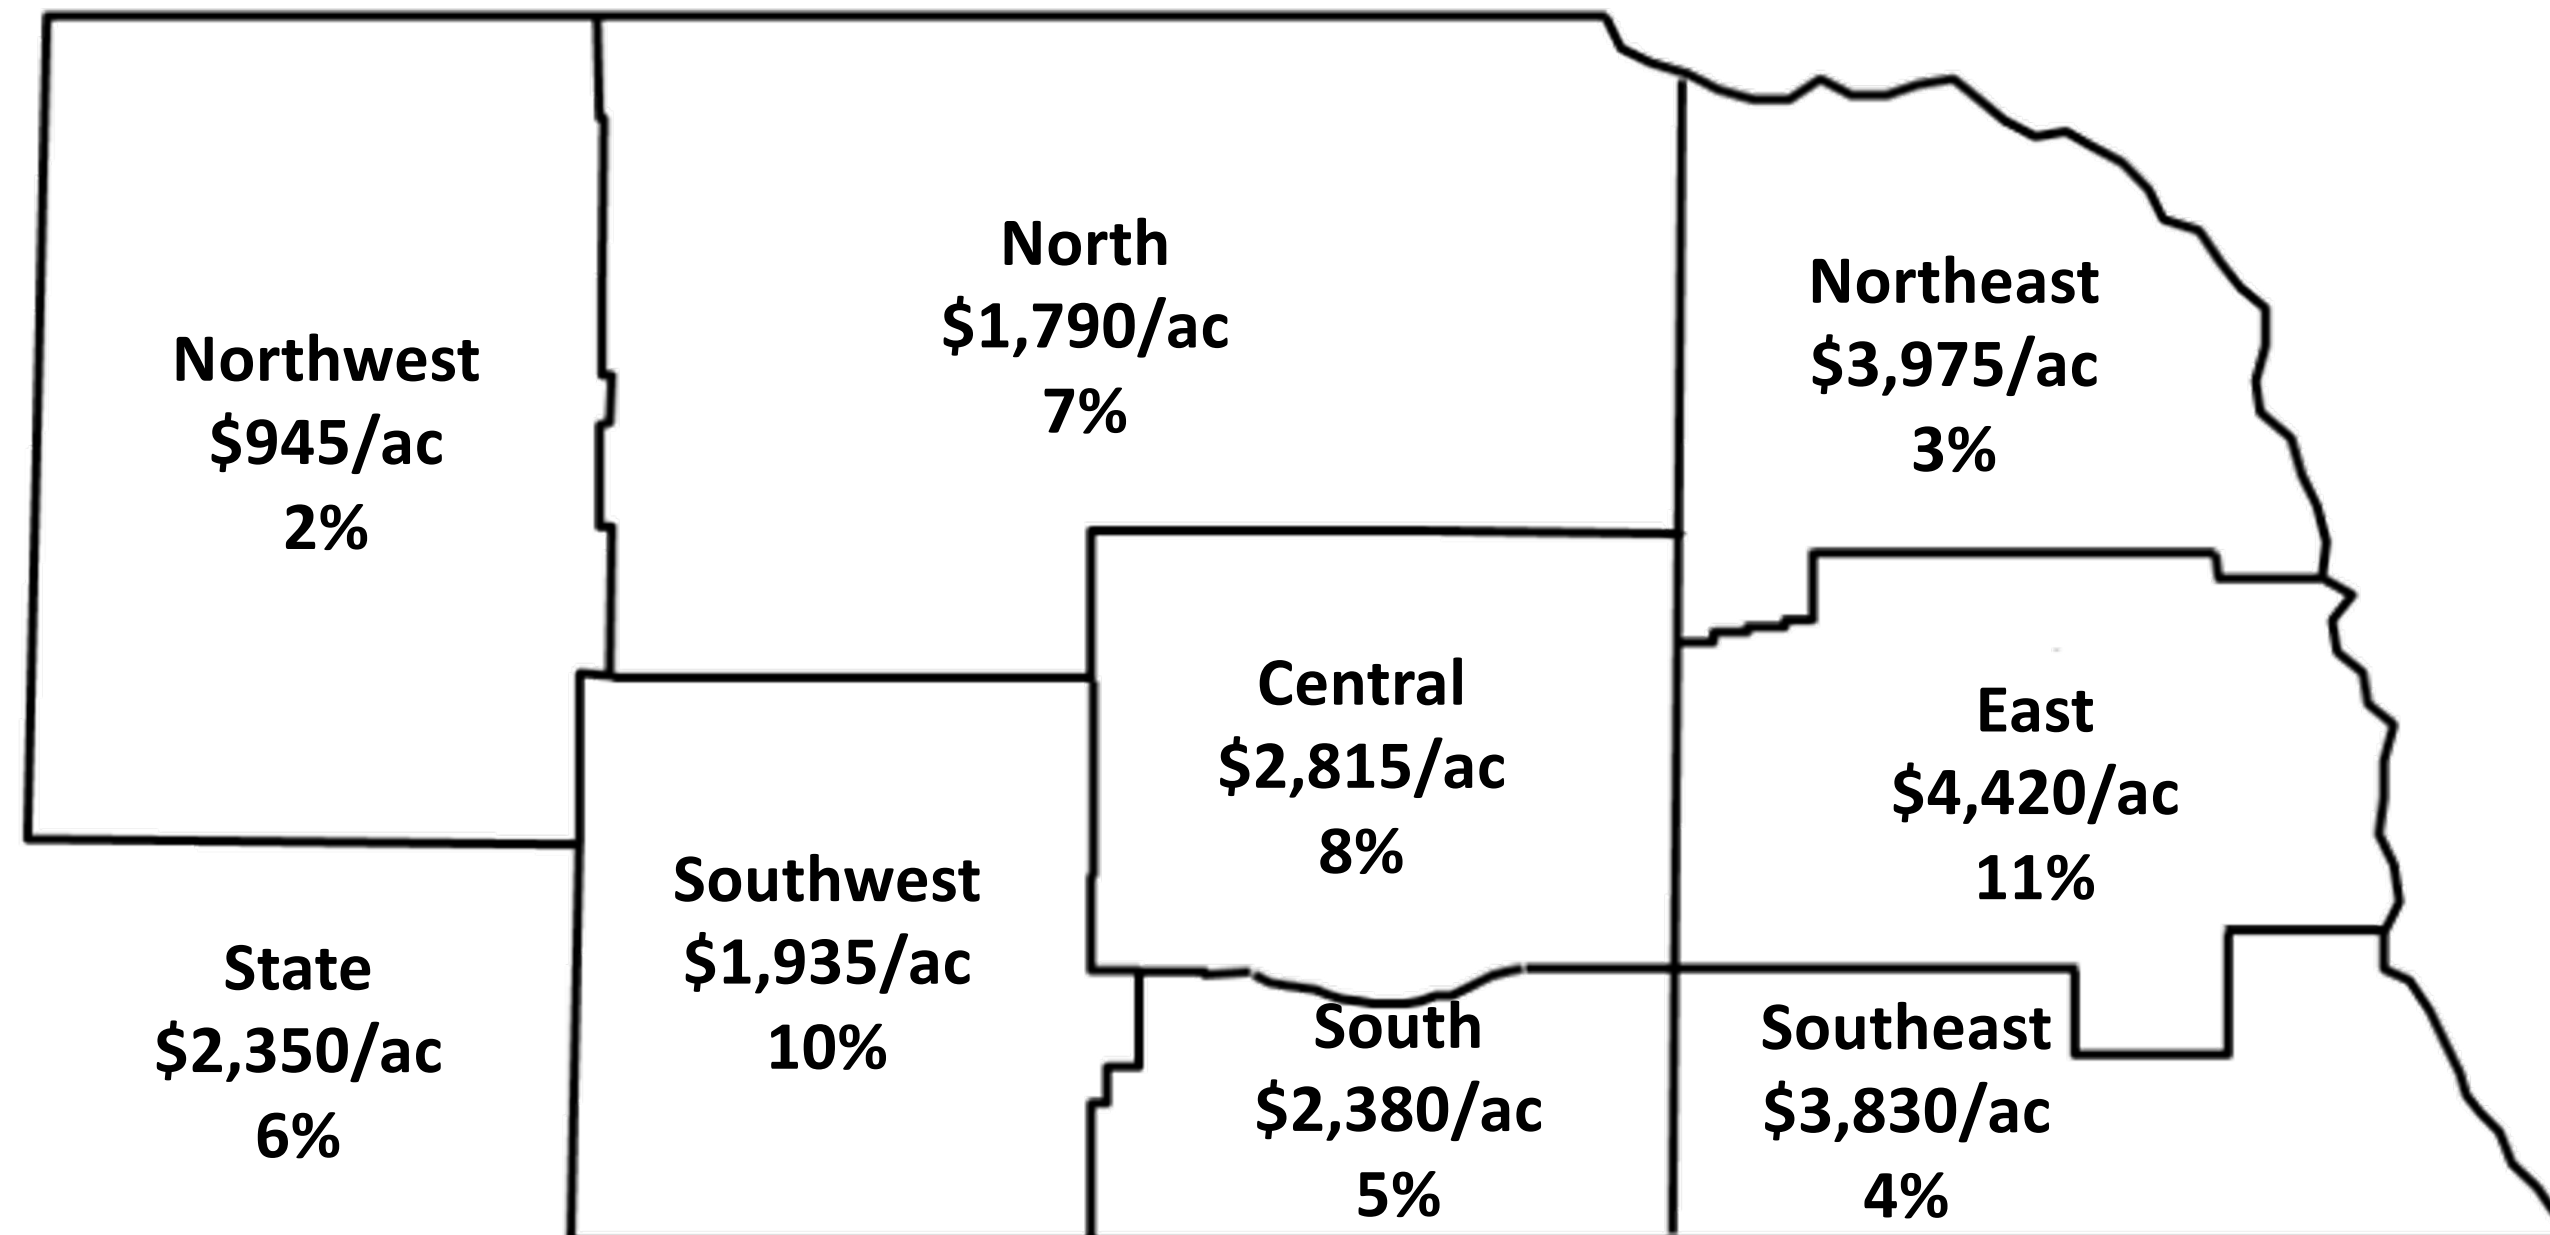 North
$1,790/ac
7%
Northeast
$3,975/ac
3%
Northwest
$945/ac
2%
Central
$2,815/ac
8%
East
$4,420/ac
11%
Southwest
$1,935/ac
10%
State
$2,350/ac
6%
South
$2,380/ac
5%
Southeast
$3,830/ac
4%